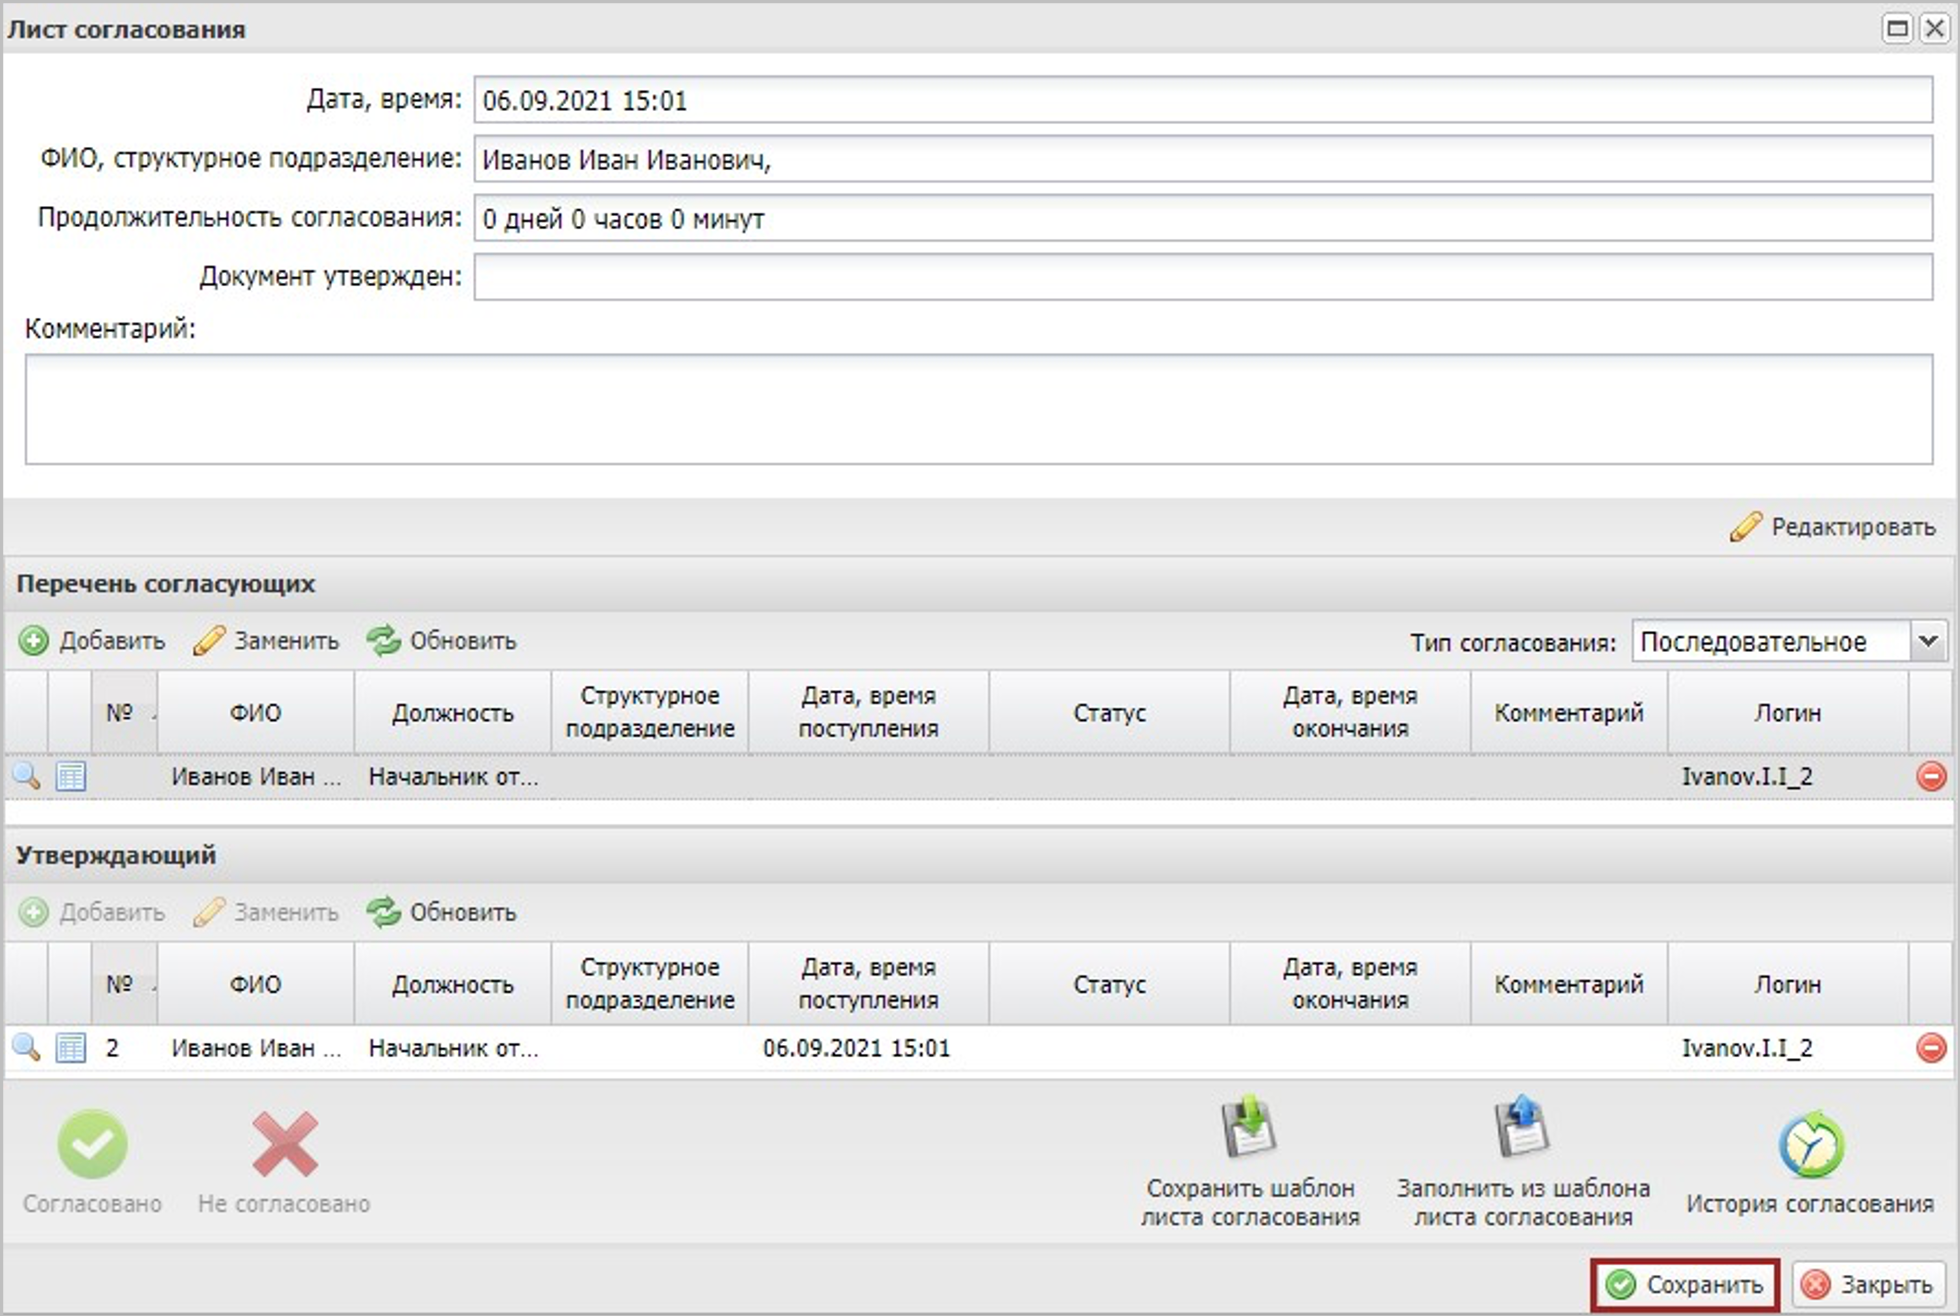 Лист согласования
Дата, время: 06.09.2021 15:01
ФИО, структурное подразделение: Иванов Иван Иванович,
Продолжительность согласования: 0 дней 0 часов 0 минут
Документ утвержден:
Комментарий:
Редактировать
Перечень согласующих
Добавить Заменить Обновить Тип согласования: Последовательное
№ ФИО Должность Структурное подразделение Дата, время поступления Статус Дата, время окончания Комментарий Логин
Иванов Иван ... Начальник от... Ivanov.I.I_2
Утверждающий
Добавить Заменить Обновить
№ ФИО Должность Структурное подразделение Дата, время поступления Статус Дата, время окончания Комментарий Логин
2 Иванов Иван ... Начальник от... 06.09.2021 15:01 Ivanov.I.I_2
Согласовано Не согласовано
Сохранить шаблон
листа согласования
Заполнить из шаблона
листа согласования
История согласования
Сохранить Закрыть